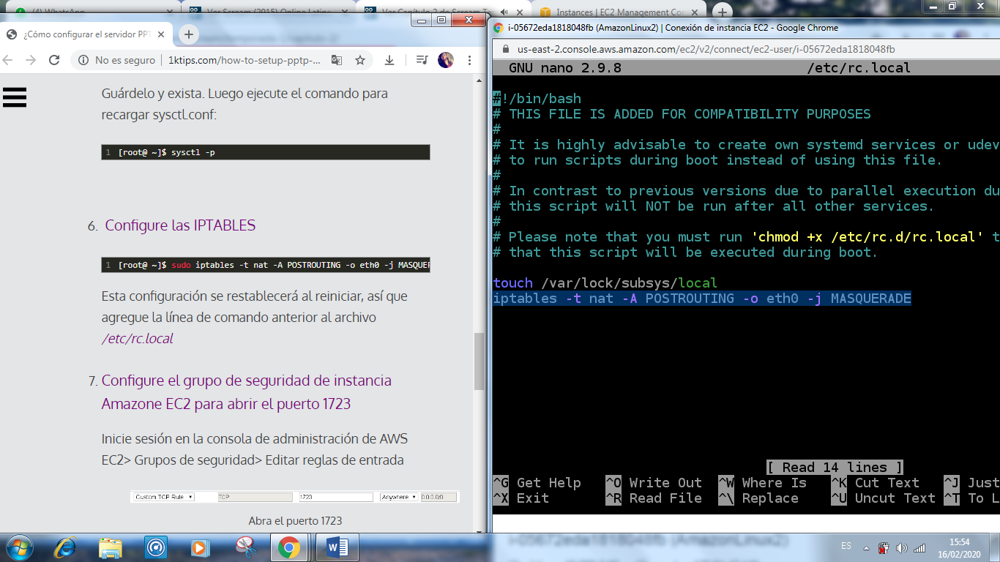 (4) WhatsApp
Ver Scream (2015) Online Latino
Ver Capítulo 2 de Scream T
Instances | EC2 Management Co
¿Cómo configurar el servidor PPT
No es seguro
1ktips.com/how-to-setup-pptp-...
Guárdelo y exista. Luego ejecute el comando para
recargar sysctl.conf:
1 [root@ ~]$ sysctl -p
6. Configure las IPTABLES
1 [root@ ~]$ sudo iptables -t nat -A POSTROUTING -o eth0 -j MASQUER
Esta configuración se restablecerá al reiniciar, así que
agregue la línea de comando anterior al archivo
/etc/rc.local
7. Configure el grupo de seguridad de instancia
Amazone EC2 para abrir el puerto 1723
Inicie sesión en la consola de administración de AWS
EC2> Grupos de seguridad> Editar reglas de entrada
Custom TCP Rule TCP 1723 Anywhere 0.0.0.0/0
Abra el puerto 1723
i-05672eda1818048fb (AmazonLinux2) | Conexión de instancia EC2 - Google Chrome
us-east-2.console.aws.amazon.com/ec2/v2/connect/ec2-user/i-05672eda1818048fb
GNU nano 2.9.8 /etc/rc.local
#!/bin/bash
# THIS FILE IS ADDED FOR COMPATIBILITY PURPOSES
#
# It is highly advisable to create own systemd services or udev
# to run scripts during boot instead of using this file.
#
# In contrast to previous versions due to parallel execution du
# this script will NOT be run after all other services.
#
# Please note that you must run 'chmod +x /etc/rc.d/rc.local' t
# that this script will be executed during boot.
touch /var/lock/subsys/local
iptables -t nat -A POSTROUTING -o eth0 -j MASQUERADE
[ Read 14 lines ]
^G Get Help ^O Write Out ^W Where Is ^K Cut Text ^J Just
^X Exit ^R Read File ^\ Replace ^U Uncut Text ^T To L
i-05672eda1818048fb (AmazonLinux2)
ES
15:54
16/02/2020